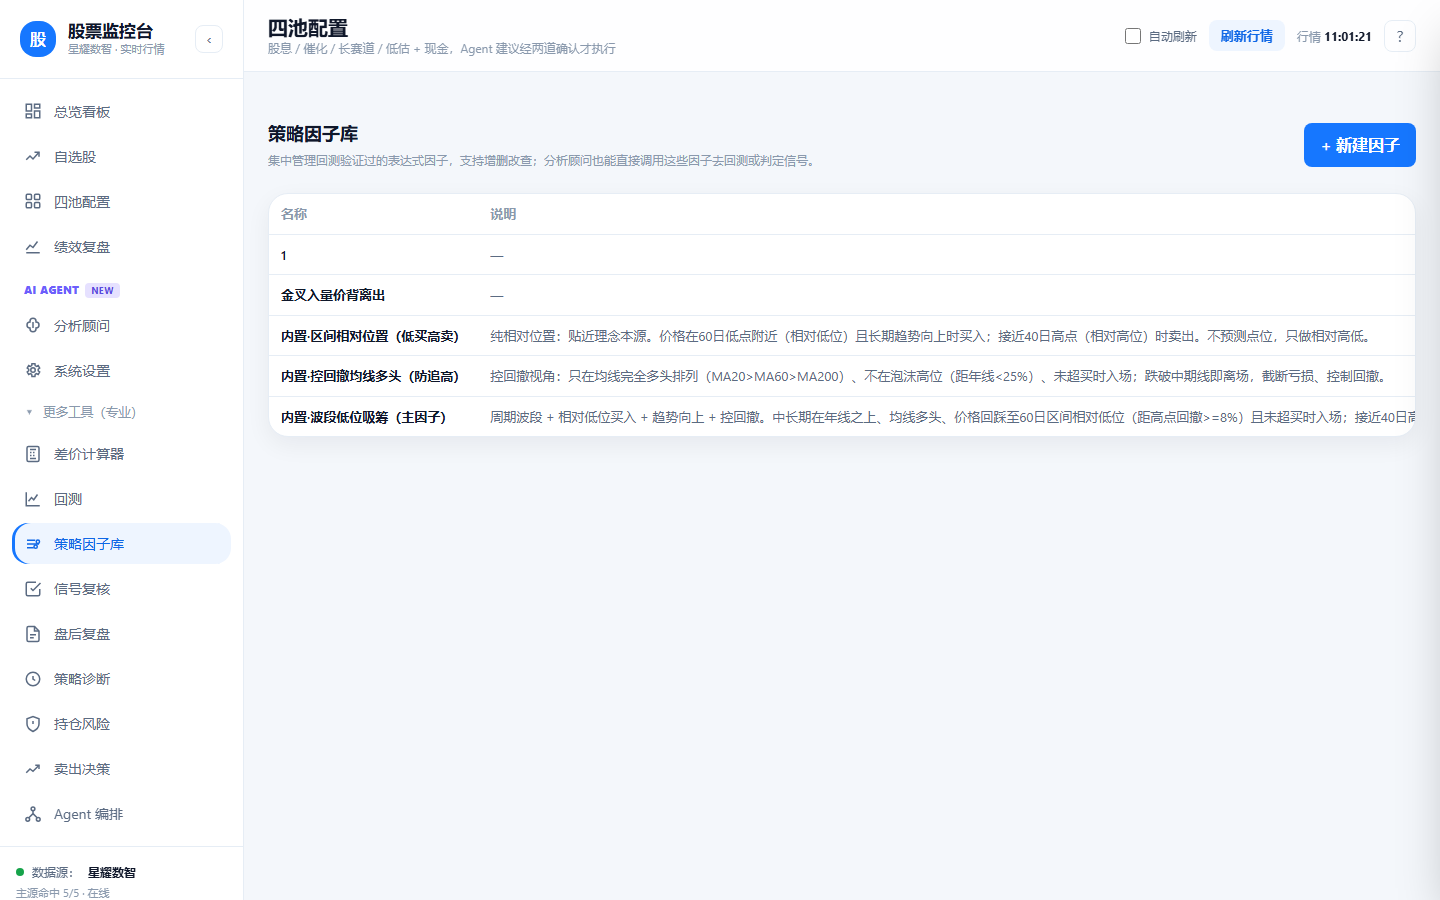 股
股票监控台
星耀数智 · 实时行情
‹
总览看板
自选股
四池配置
绩效复盘
AI AGENT NEW
分析顾问
系统设置
更多工具（专业）
差价计算器
回测
策略因子库
信号复核
盘后复盘
策略诊断
持仓风险
卖出决策
Agent 编排
数据源： 星耀数智
主源命中 5/5 · 在线
四池配置
股息 / 催化 / 长赛道 / 低估 + 现金，Agent 建议经两道确认才执行
自动刷新
刷新行情
行情 11:01:21
?
策略因子库
集中管理回测验证过的表达式因子，支持增删改查；分析顾问也能直接调用这些因子去回测或判定信号。
+ 新建因子
名称 说明
1 —
金叉入量价背离出 —
内置·区间相对位置（低买高卖） 纯相对位置：贴近理念本源。价格在60日低点附近（相对低位）且长期趋势向上时买入；接近40日高点（相对高位）时卖出。不预测点位，只做相对高低。
内置·控回撤均线多头（防追高） 控回撤视角：只在均线完全多头排列（MA20>MA60>MA200）、不在泡沫高位（距年线<25%）、未超买时入场；跌破中期线即离场，截断亏损、控制回撤。
内置·波段低位吸筹（主因子） 周期波段 + 相对低位买入 + 趋势向上 + 控回撤。中长期在年线之上、均线多头、价格回踩至60日区间相对低位（距高点回撤>=8%）且未超买时入场；接近40日高